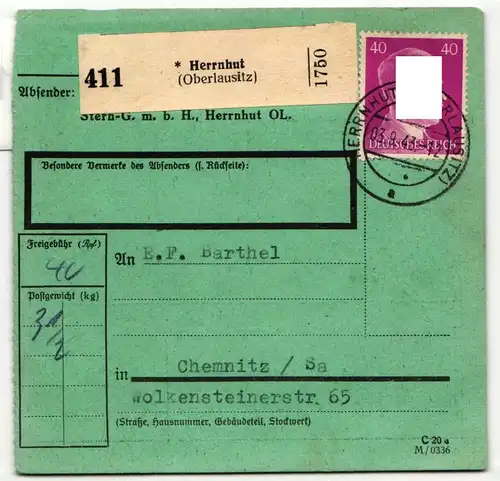 411
* Herrnhut
(Oberlausitz)
1750
Absender:
Stern-G. m. b. H., Herrnhut OL.
40 40
DEUTSCHES REICH
HERRNHUT
a
Besondere Vermerke des Absenders (s. Rückseite):
Freigebühr (Rpf)
40
Postgewicht (kg)
An E.F. Barthel
Chemnitz / Sa
in
Wolkensteinerstr 65
(Straße, Hausnummer, Gebäudeteil, Stockwerk)
C 20 a
M/0336